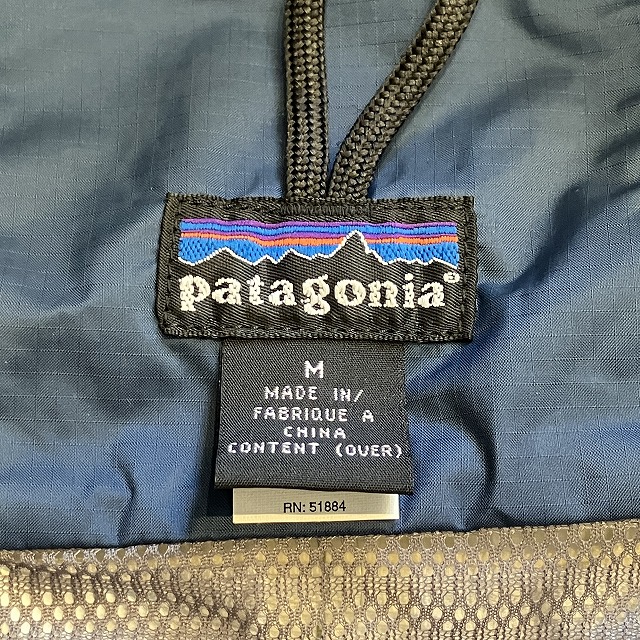 patagonia®
M
MADE IN/
FABRIQUE A
CHINA
CONTENT (OVER)
RN: 51884